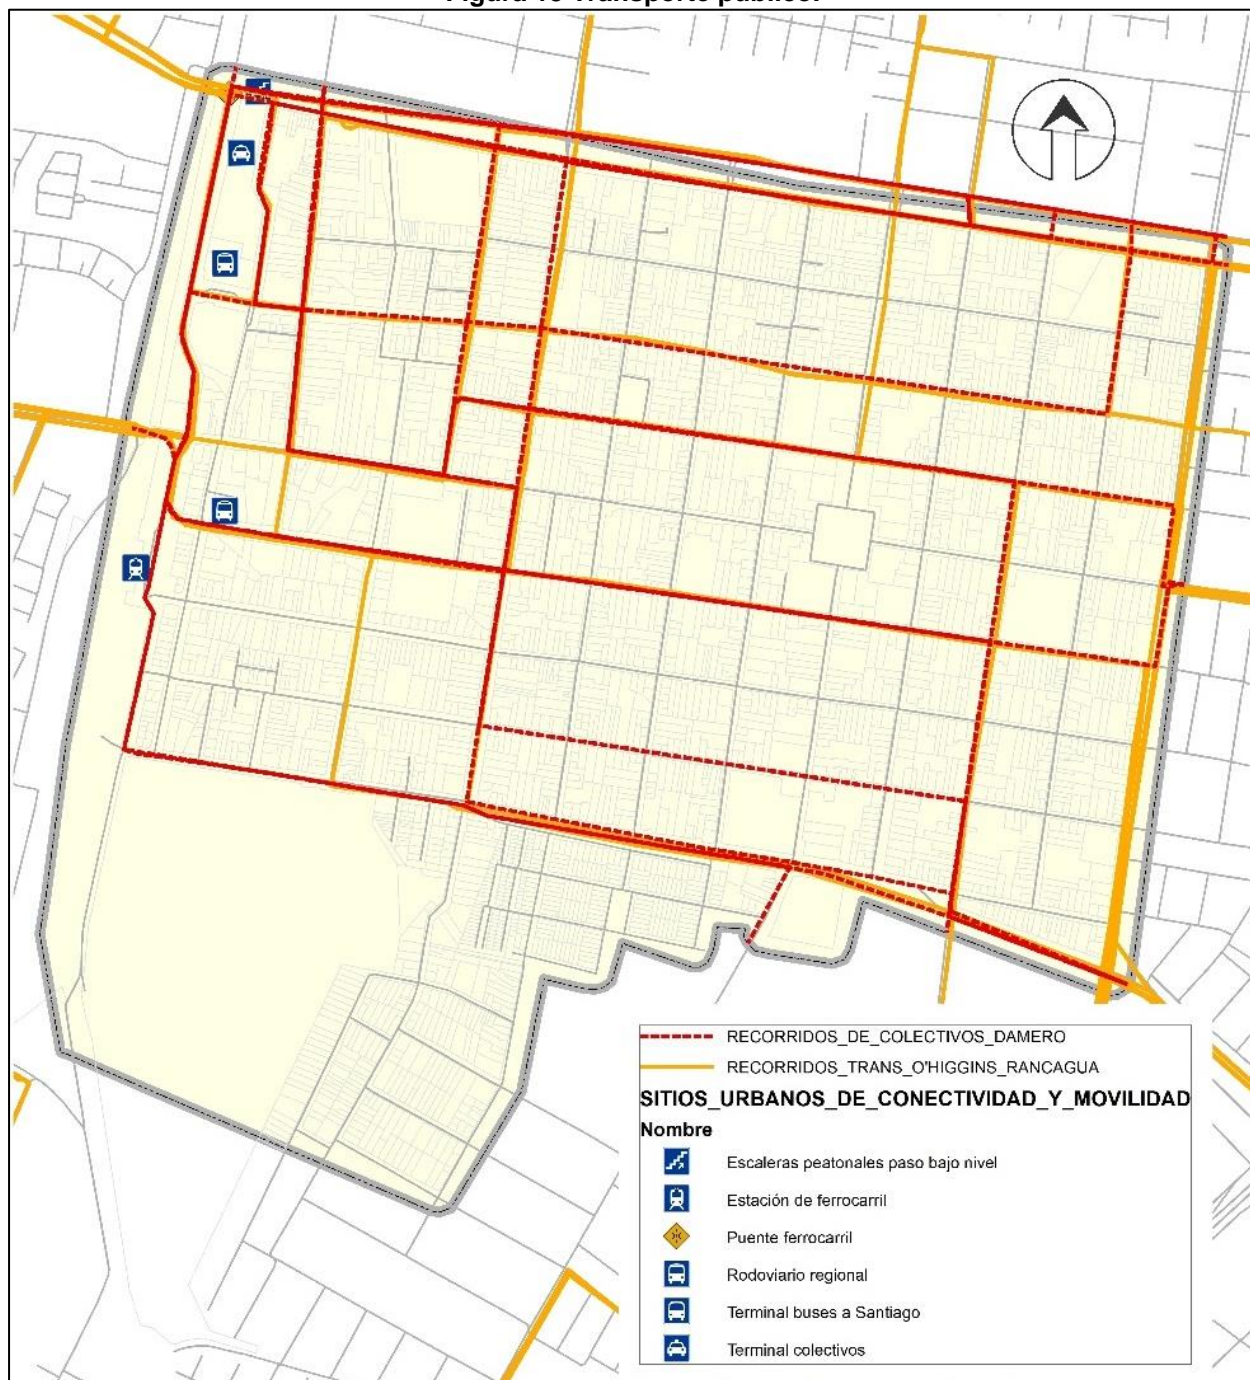 RECORRIDOS_DE_COLECTIVOS_DAMERO
RECORRIDOS_TRANS_O'HIGGINS_RANCAGUA
SITIOS_URBANOS_DE_CONECTIVIDAD_Y_MOVILIDAD
Nombre
Escaleras peatonales paso bajo nivel
Estación de ferrocarril
Puente ferrocarril
Rodoviario regional
Terminal buses a Santiago
Terminal colectivos